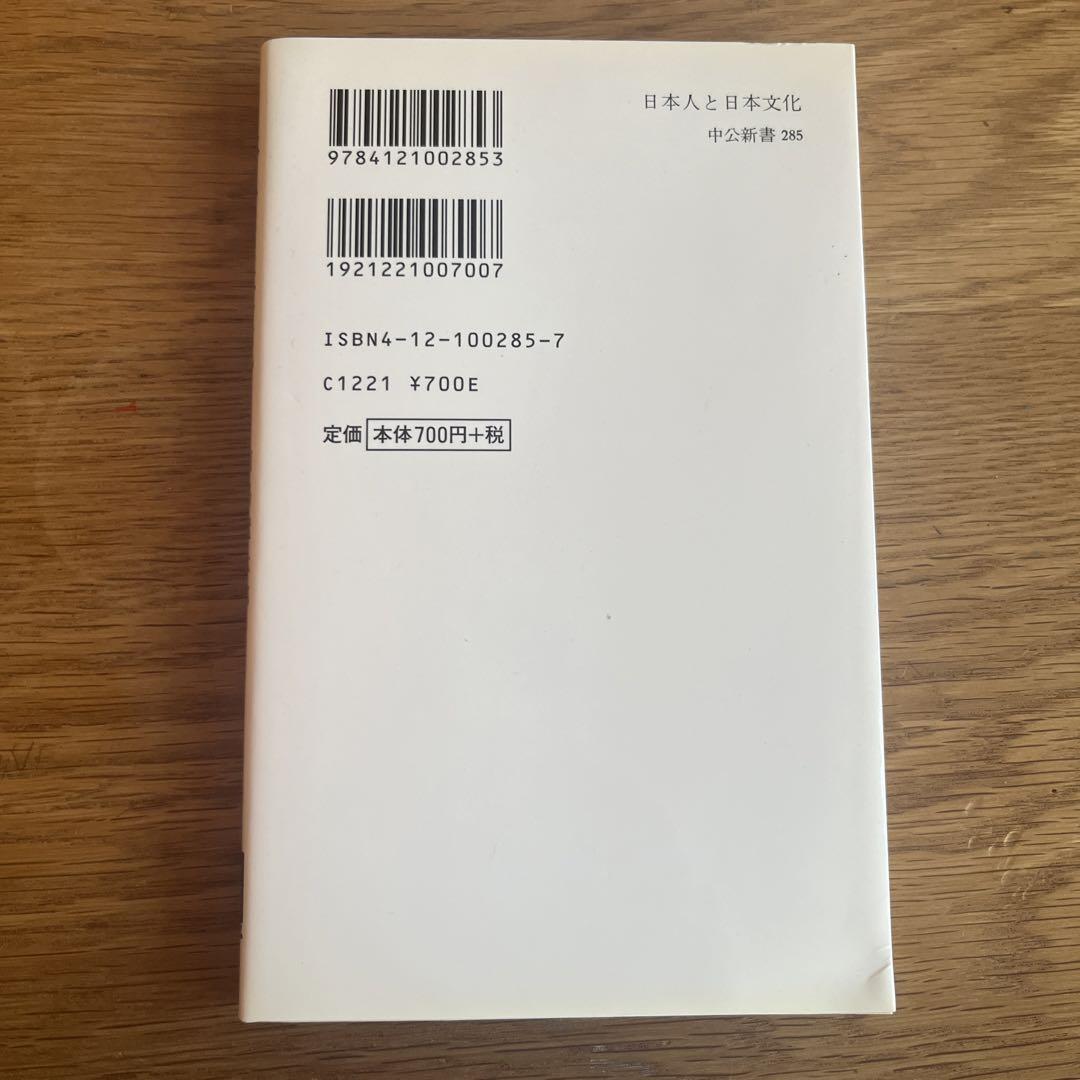 9784121002853
1921221007007
ISBN4-12-100285-7
C1221 ¥700E
定価 本体700円+税
日本人と日本文化
中公新書 285